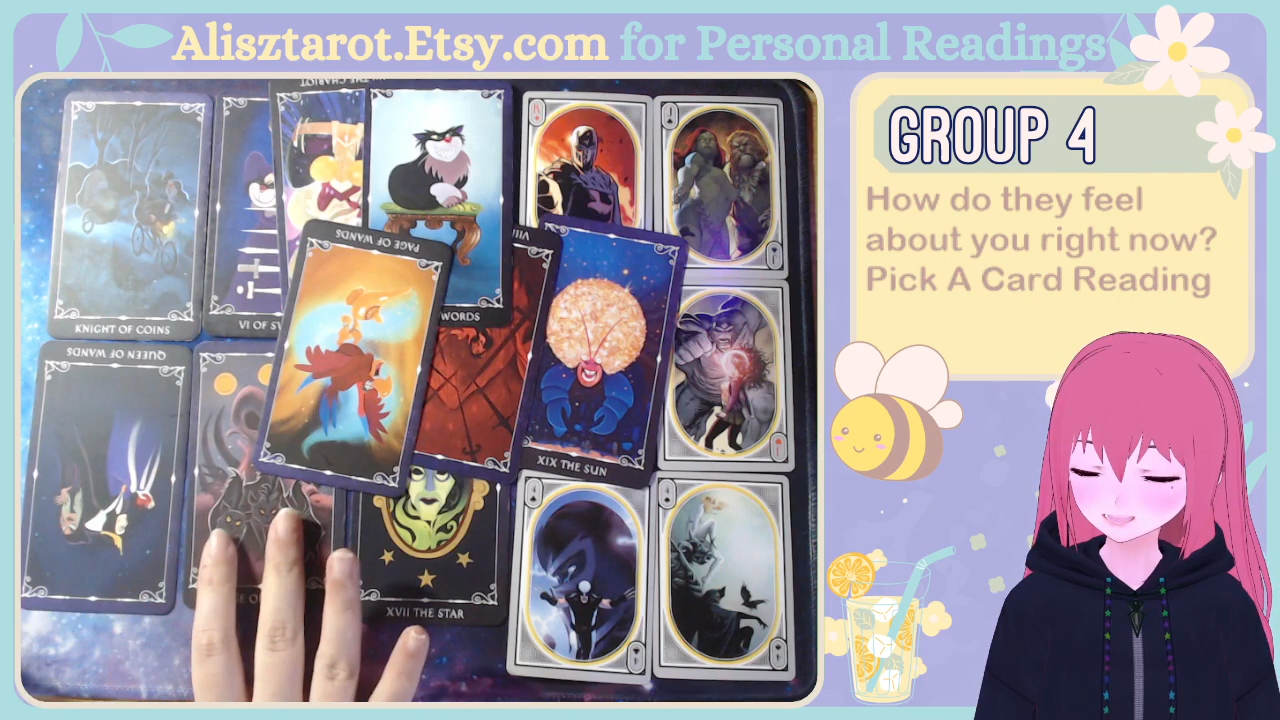 Alisztarot.Etsy.com for Personal Readings
GROUP 4
How do they feel
about you right now?
Pick A Card Reading
THE CHARIOT
KNIGHT OF COINS
VI OF
WORDS
PAGE OF WANDS
VIII
QUEEN OF WANDS
XIX THE SUN
XVII THE STAR